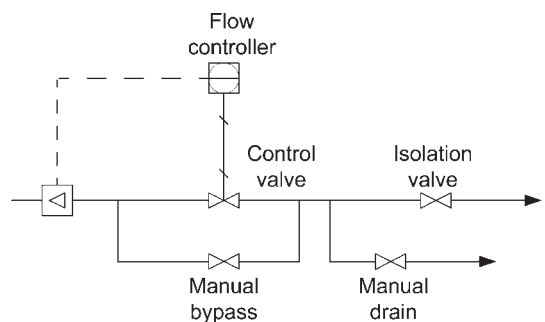 Flow
controller
Control
valve
Isolation
valve
Manual
bypass
Manual
drain